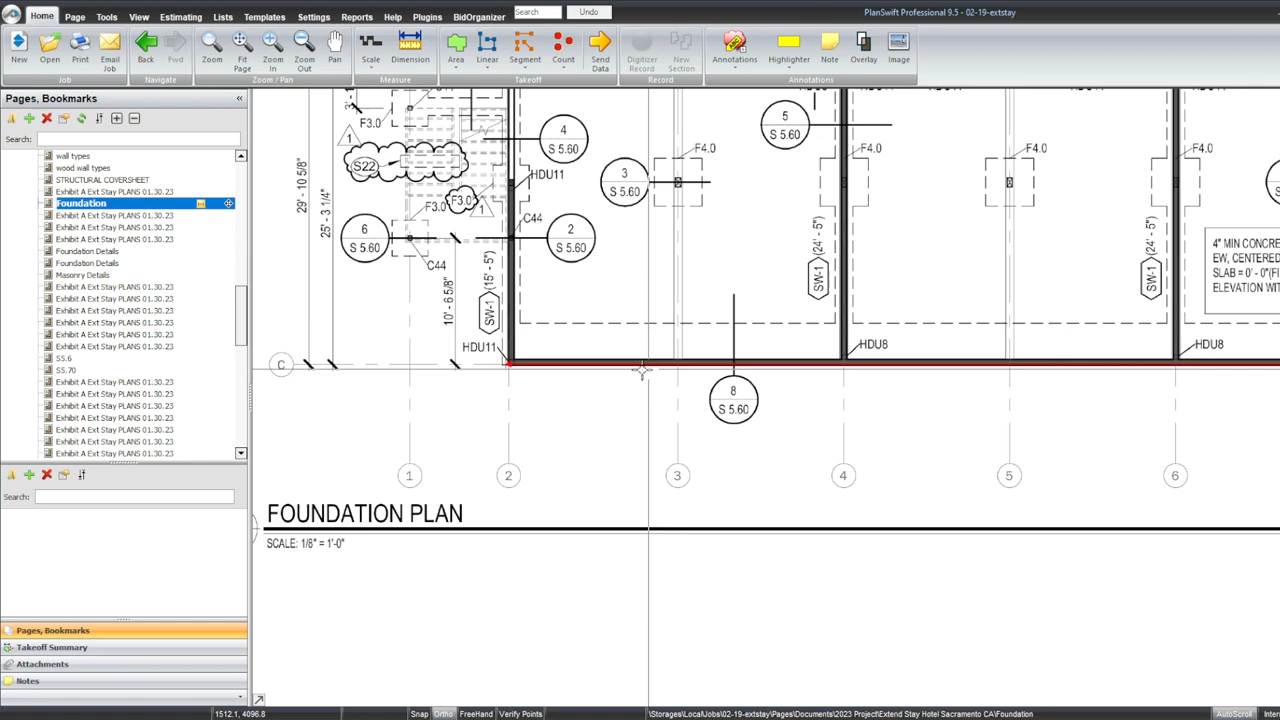 Home Page Tools View Estimating Lists Templates Settings Reports Help Plugins BidOrganizer Search Undo PlanSwift Professional 9.5 - 02-19-extstay
New Open Print Email Job Back Fwd Zoom Fit Page Zoom In Zoom Out Pan Scale Dimension Area Linear Segment Count Send Data Digitizer Record New Section Annotations Highlighter Note Overlay Image
Job Navigate Zoom / Pan Measure Takeoff Record Annotations
Pages, Bookmarks
Search:
wall types
wood wall types
STRUCTURAL COVERSHEET
Exhibit A Ext Stay PLANS 01.30.23
Foundation
Exhibit A Ext Stay PLANS 01.30.23
Exhibit A Ext Stay PLANS 01.30.23
Exhibit A Ext Stay PLANS 01.30.23
Foundation Details
Foundation Details
Masonry Details
Exhibit A Ext Stay PLANS 01.30.23
Exhibit A Ext Stay PLANS 01.30.23
Exhibit A Ext Stay PLANS 01.30.23
Exhibit A Ext Stay PLANS 01.30.23
Exhibit A Ext Stay PLANS 01.30.23
Exhibit A Ext Stay PLANS 01.30.23
S5.6
S5.70
Exhibit A Ext Stay PLANS 01.30.23
Exhibit A Ext Stay PLANS 01.30.23
Exhibit A Ext Stay PLANS 01.30.23
Exhibit A Ext Stay PLANS 01.30.23
Exhibit A Ext Stay PLANS 01.30.23
Exhibit A Ext Stay PLANS 01.30.23
Exhibit A Ext Stay PLANS 01.30.23
Search:
Pages, Bookmarks
Takeoff Summary
Attachments
Notes
F3.0
1
4
S 5.60
5
S 5.60
S22
HDU11
3
S 5.60
F4.0
F4.0
F4.0
F4.0
29' - 10 5/8"
25' - 3 1/4"
F3.0
F3.0
1
6
S 5.60
C44
C44
2
S 5.60
10' - 6 5/8"
SW-1 (15' - 5")
SW-1 (24' - 5")
SW-1 (24' - 5")
4" MIN CONCRE
EW, CENTERED
SLAB = 0' - 0"(FI
ELEVATION WIT
HDU11
HDU8
HDU8
C
8
S 5.60
1 2 3 4 5 6
FOUNDATION PLAN
SCALE: 1/8" = 1'-0"
1512.1, 4096.8 Snap Ortho FreeHand Verify Points \Storages\Local\Jobs\02-19-extstay\Pages\Documents\2023 Project\Extend Stay Hotel Sacramento CA\Foundation AutoScroll